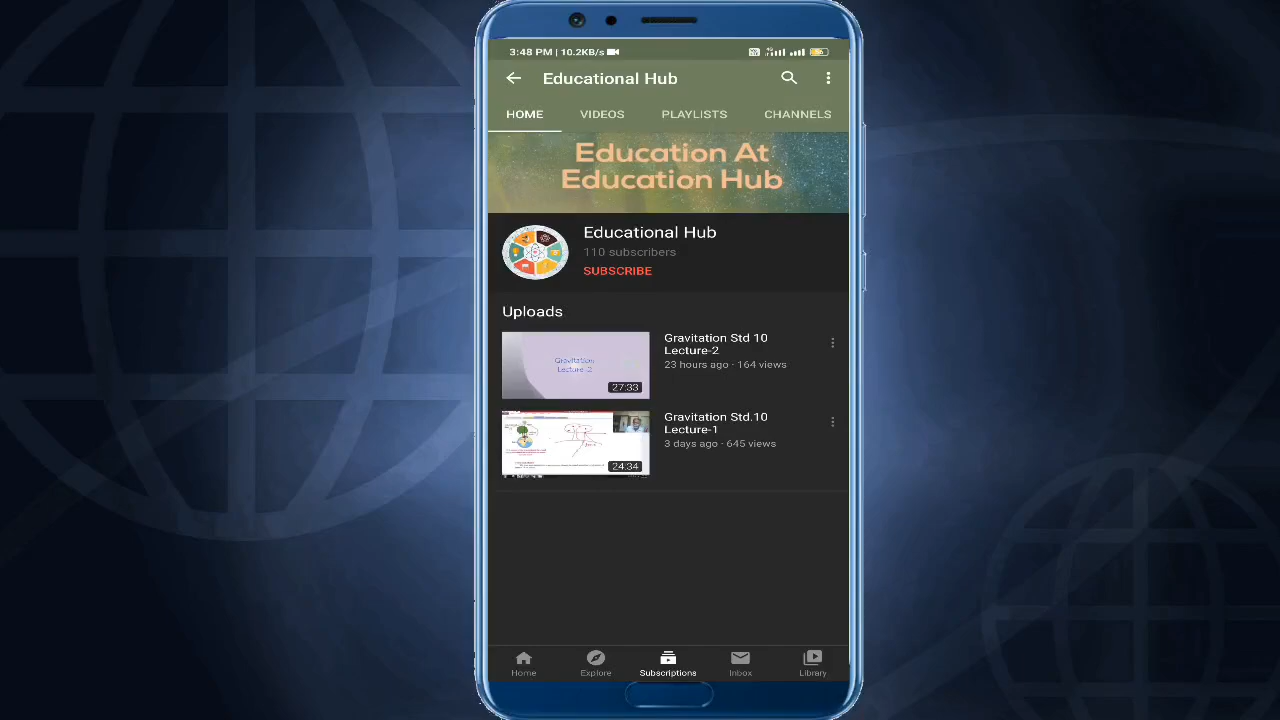 3:48 PM | 10.2KB/s
Educational Hub
HOME VIDEOS PLAYLISTS CHANNELS
Education At
Education Hub
Educational Hub
110 subscribers
SUBSCRIBE
Uploads
Gravitation
Lecture -2
27:33
Gravitation Std 10
Lecture-2
23 hours ago · 164 views
24:34
Gravitation Std.10
Lecture-1
3 days ago · 645 views
Home Explore Subscriptions Inbox Library